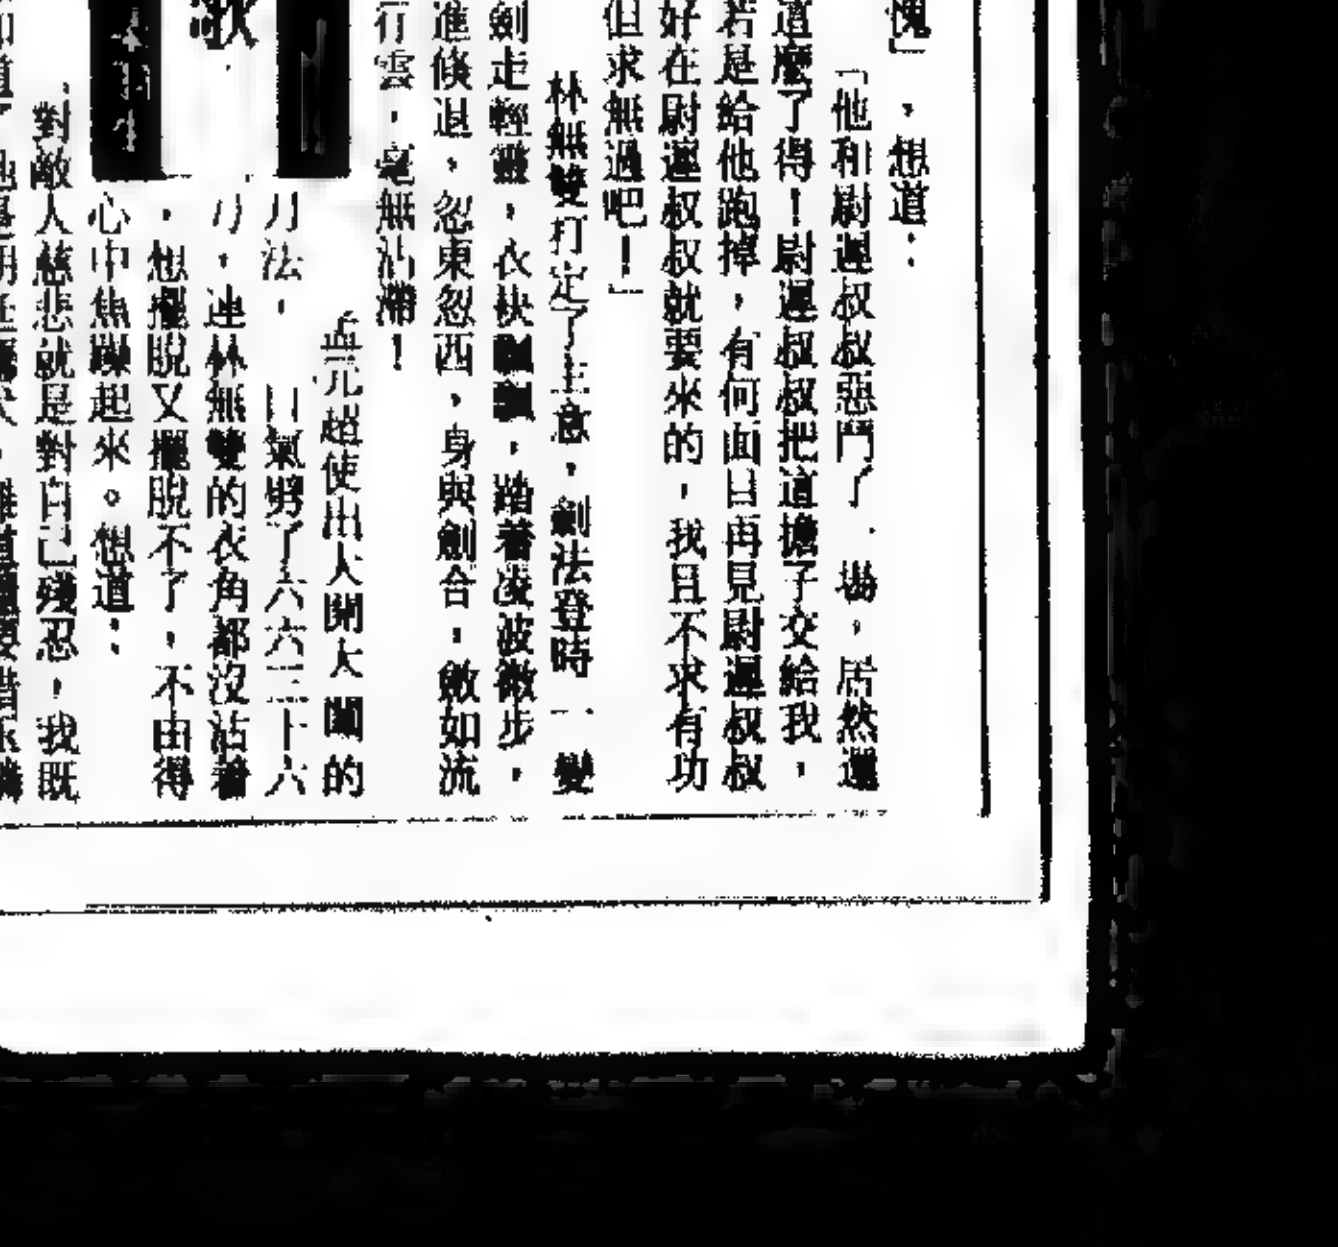 愧」，想道：
「他和尉遲叔叔惡鬥了一場，居然還
這麼了得！尉遲叔叔把這擔子交給我，
若是給他跑掉，有何面目再見尉遲叔叔
好在尉遲叔叔就要來的，我且不求有功
但求無過吧！」
林無雙打定了主意，劍法登時一變
劍走輕靈，衣袂飄飄，踏着凌波微步，
進倏退，忽東忽西，身與劍合，歛如流
行雲，毫無沾滯！
孟元超使出大開大闔的
刀法，口氣劈了六六三十六
刀，連林無雙的衣角都沒沾着
，想擺脫又擺脫不了，不由得
心中焦躁起來。想道：
對敵人慈悲就是對自己殘忍，我既